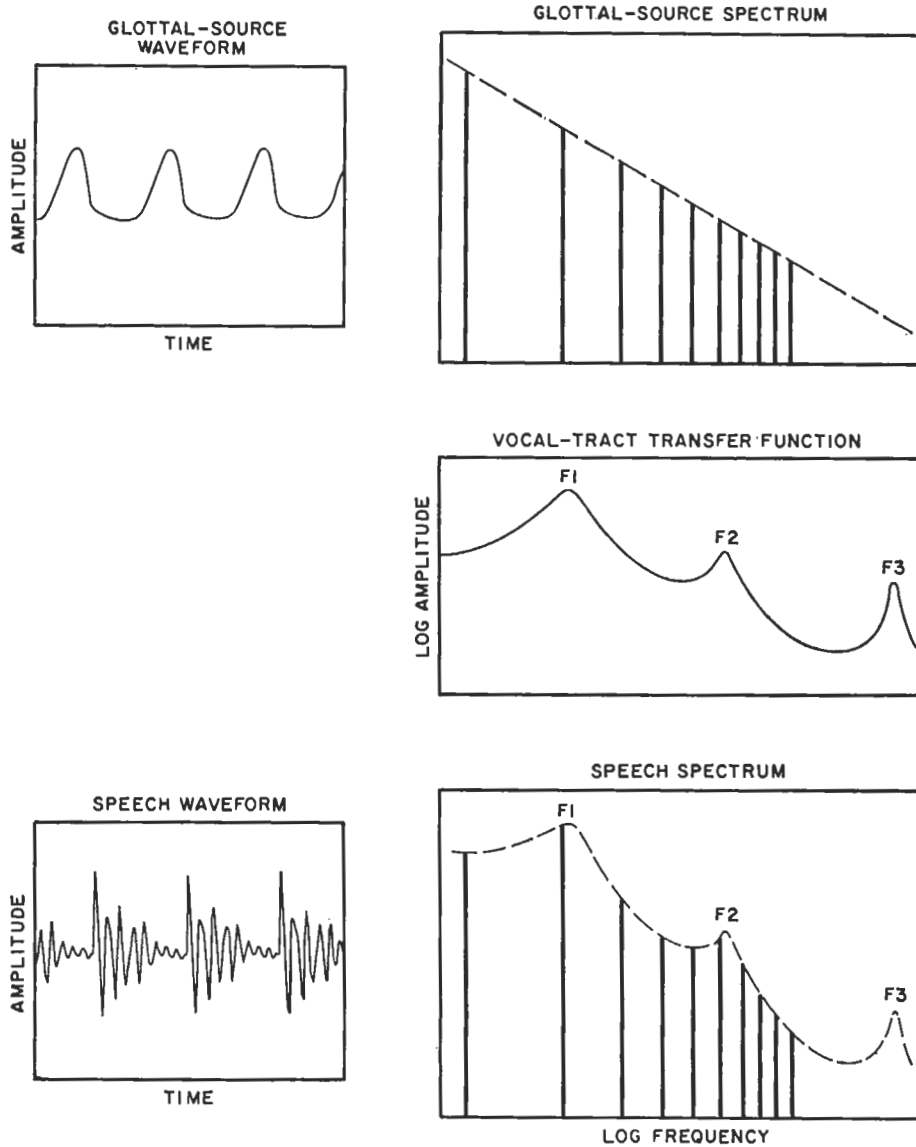 GLOTTAL-SOURCE
WAVEFORM
AMPLITUDE
TIME
GLOTTAL-SOURCE SPECTRUM
VOCAL-TRACT TRANSFER FUNCTION
LOG AMPLITUDE
F1
F2
F3
SPEECH WAVEFORM
AMPLITUDE
TIME
SPEECH SPECTRUM
F1
F2
F3
LOG FREQUENCY